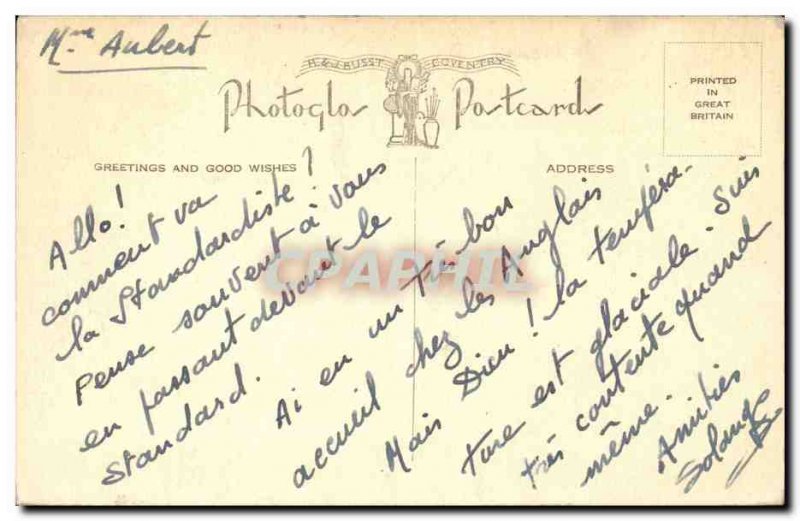 Mme Aubert
A. & J. BUSST COVENTRY
Photoglo Postcard
PRINTED
IN
GREAT
BRITAIN
GREETINGS AND GOOD WISHES
ADDRESS
Allo!
comment va
la Standardiste ?
Pense souvent à vous
en passant devant le
Standard.
Ai eu un très bon
accueil chez les Anglais
Mais Dieu ! la tempéra-
ture est glaciale. Suis
très contente quand
même.
Amitiés
Solange
CPAPHIL